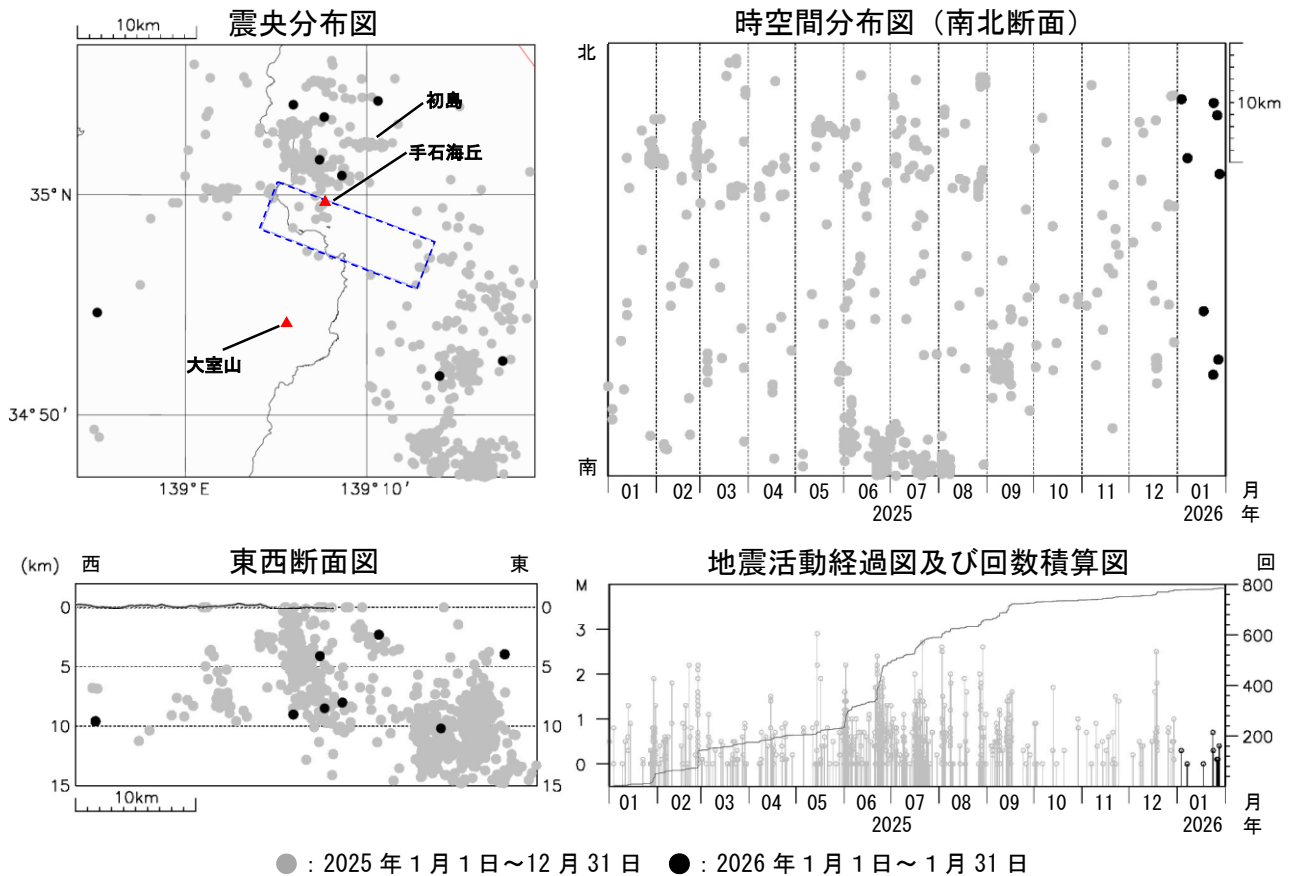 震央分布図
10km
初島
手石海丘
35°N
大室山
34°50'
139°E 139°10'
時空間分布図（南北断面）
北
10km
南
01 02 03 04 05 06 07 08 09 10 11 12 01 月
2025 2026 年
東西断面図
(km) 西 東
0 0
5 5
10 10
15 15
10km
地震活動経過図及び回数積算図
M 回
800
3
600
2
400
1
200
0
01 02 03 04 05 06 07 08 09 10 11 12 01 月
2025 2026 年
：2025 年 1 月 1 日～12 月 31 日 ：2026 年 1 月 1 日～ 1 月 31 日